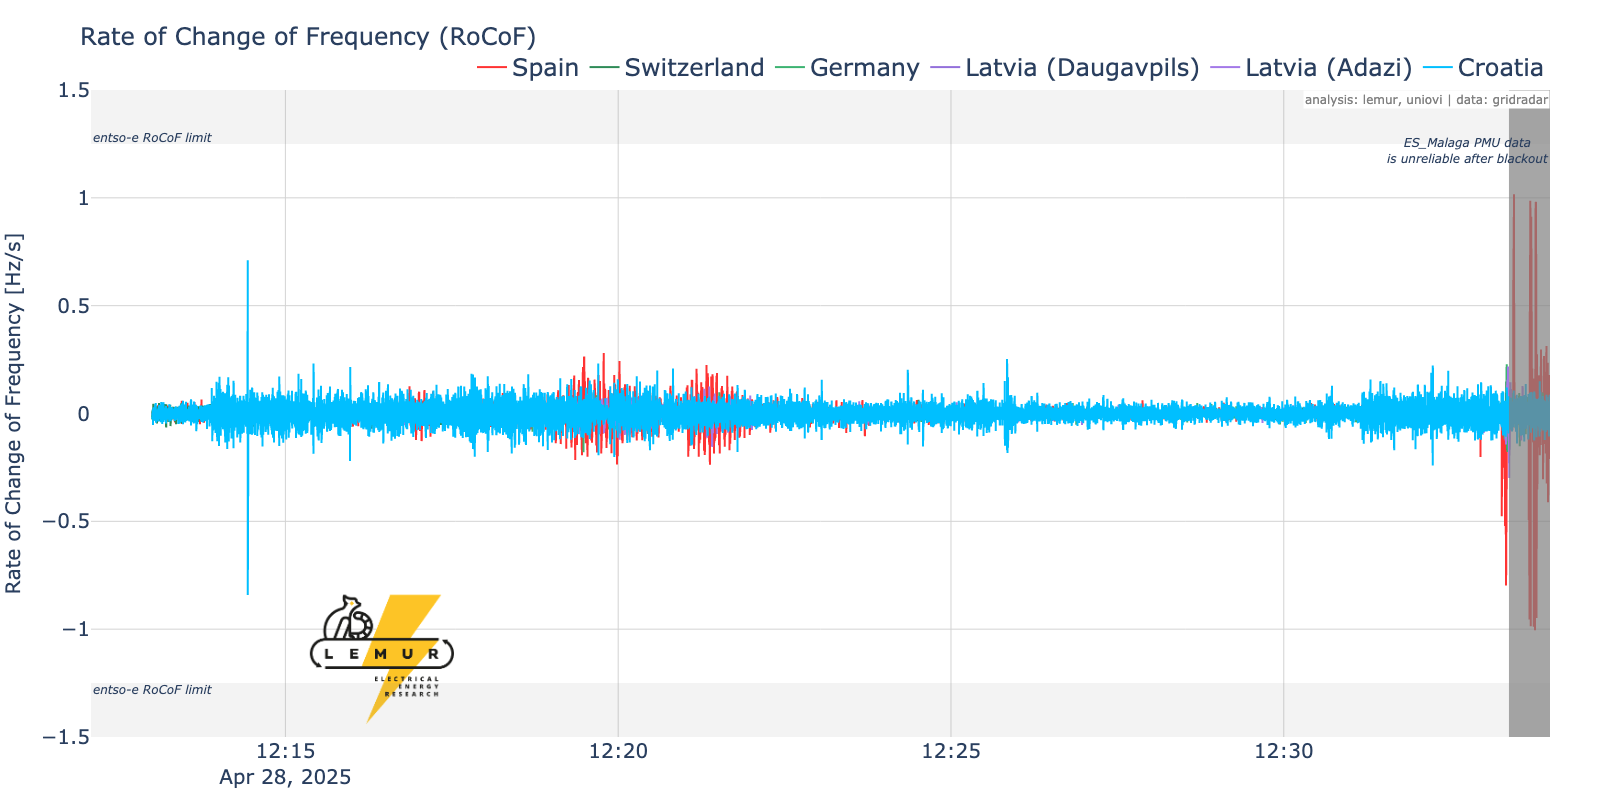 Rate of Change of Frequency (RoCoF)
Spain Switzerland Germany Latvia (Daugavpils) Latvia (Adazi) Croatia
analysis: lemur, uniovi | data: gridradar
entso-e RoCoF limit
ES_Malaga PMU data
is unreliable after blackout
Rate of Change of Frequency [Hz/s]
1.5
1
0.5
0
−0.5
−1
−1.5
LEMUR
ELECTRICAL
ENERGY
RESEARCH
entso-e RoCoF limit
12:15 12:20 12:25 12:30
Apr 28, 2025